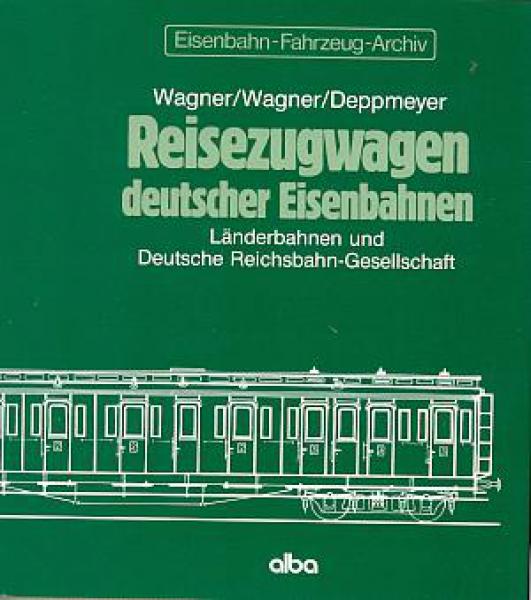 Eisenbahn-Fahrzeug-Archiv
Wagner/Wagner/Deppmeyer
Reisezugwagen
deutscher Eisenbahnen
Länderbahnen und
Deutsche Reichsbahn-Gesellschaft
alba